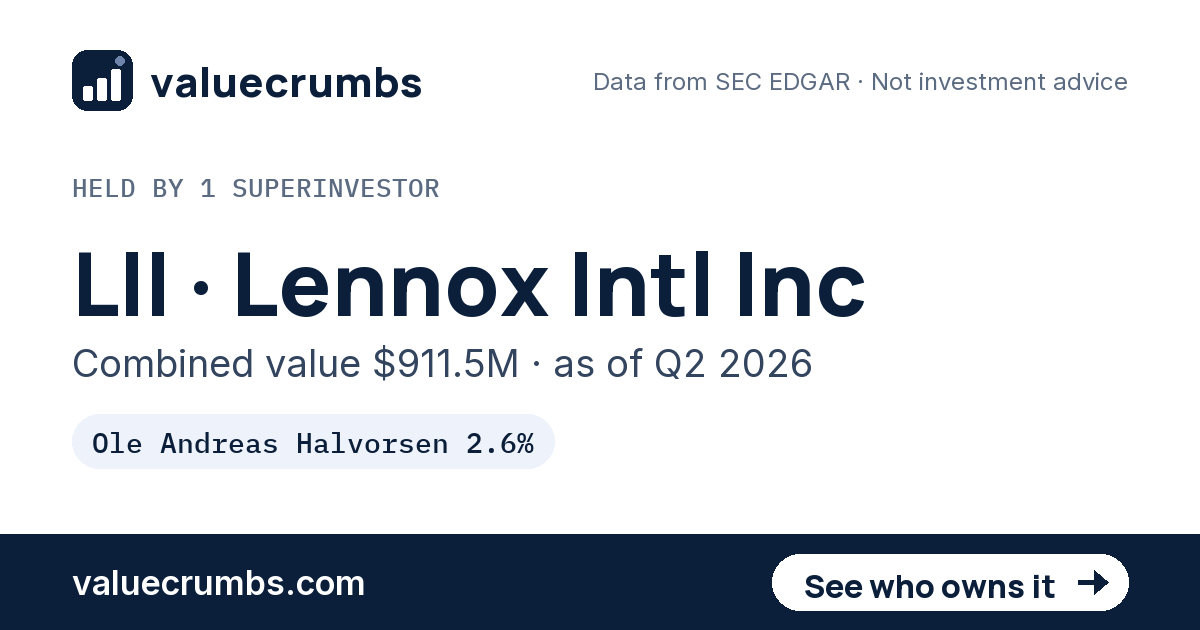 valuecrumbs
Data from SEC EDGAR · Not investment advice
HELD BY 1 SUPERINVESTOR
LII · Lennox Intl Inc
Combined value $911.5M · as of Q2 2026
Ole Andreas Halvorsen 2.6%
valuecrumbs.com
See who owns it →